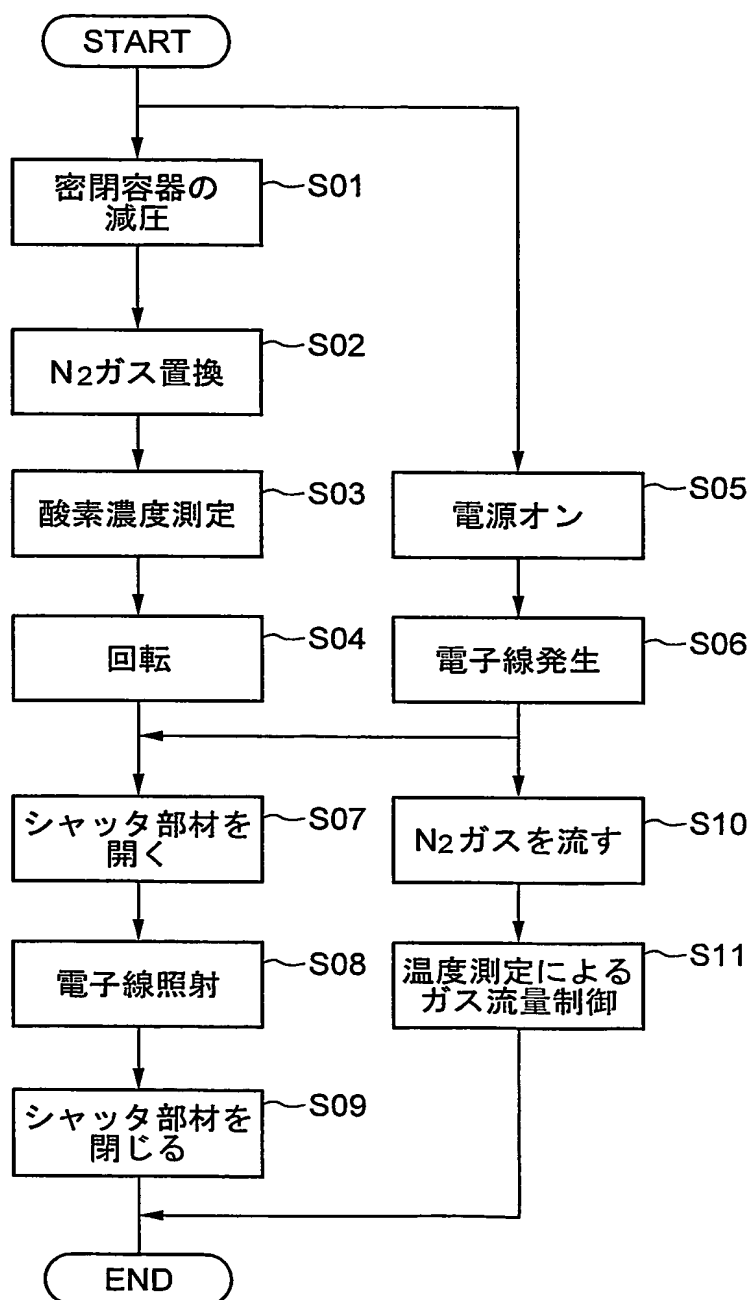 START
密閉容器の
減圧
S01
N2ガス置換
S02
酸素濃度測定
S03
回転
S04
電源オン
S05
電子線発生
S06
シャッタ部材を
開く
S07
電子線照射
S08
シャッタ部材を
閉じる
S09
N2ガスを流す
S10
温度測定による
ガス流量制御
S11
END